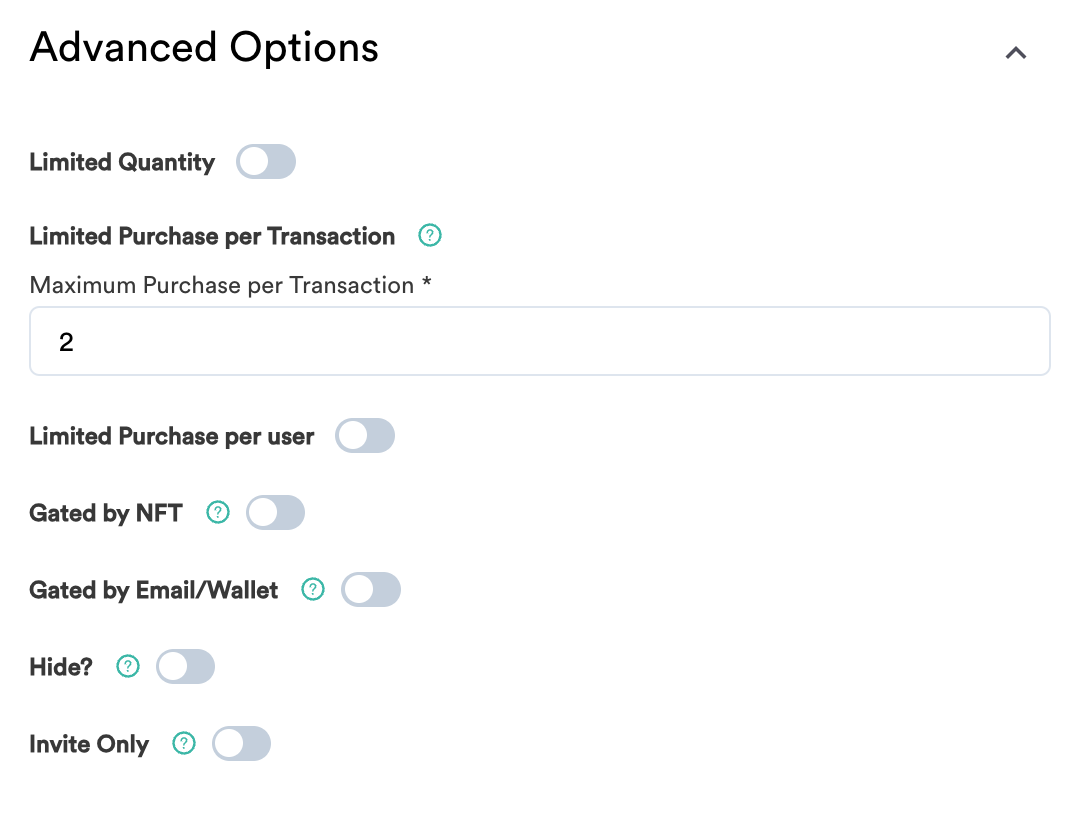 Advanced Options
Limited Quantity
Limited Purchase per Transaction ?
Maximum Purchase per Transaction *
2
Limited Purchase per user
Gated by NFT ?
Gated by Email/Wallet ?
Hide? ?
Invite Only ?